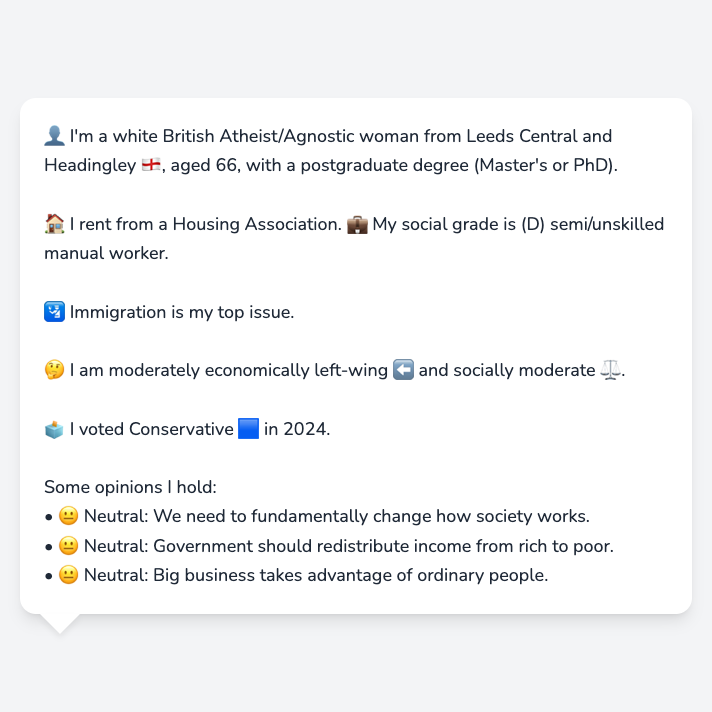 👤 I'm a white British Atheist/Agnostic woman from Leeds Central and
Headingley 🏴󠁧󠁢󠁥󠁮󠁧󠁿, aged 66, with a postgraduate degree (Master's or PhD).
🏠 I rent from a Housing Association. 💼 My social grade is (D) semi/unskilled
manual worker.
🛂 Immigration is my top issue.
🤔 I am moderately economically left-wing ⬅️ and socially moderate ⚖️.
🗳️ I voted Conservative 🟦 in 2024.
Some opinions I hold:
• 😐 Neutral: We need to fundamentally change how society works.
• 😐 Neutral: Government should redistribute income from rich to poor.
• 😐 Neutral: Big business takes advantage of ordinary people.